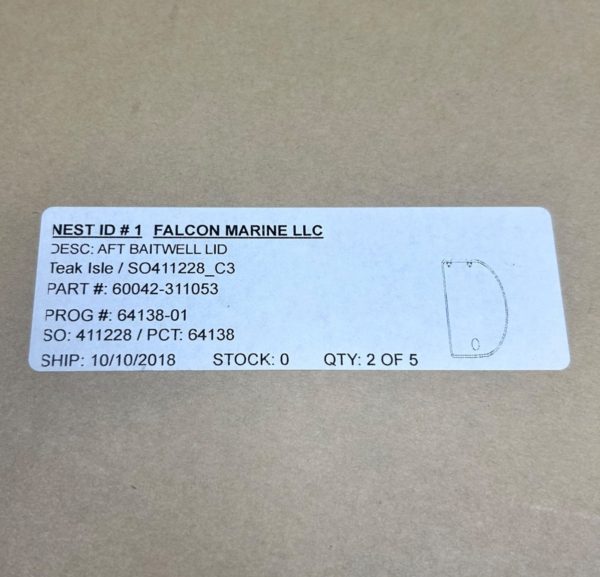 NEST ID # 1 FALCON MARINE LLC
DESC: AFT BAITWELL LID
Teak Isle / SO411228_C3
PART #: 60042-311053
PROG #: 64138-01
SO: 411228 / PCT: 64138
SHIP: 10/10/2018 STOCK: 0 QTY: 2 OF 5